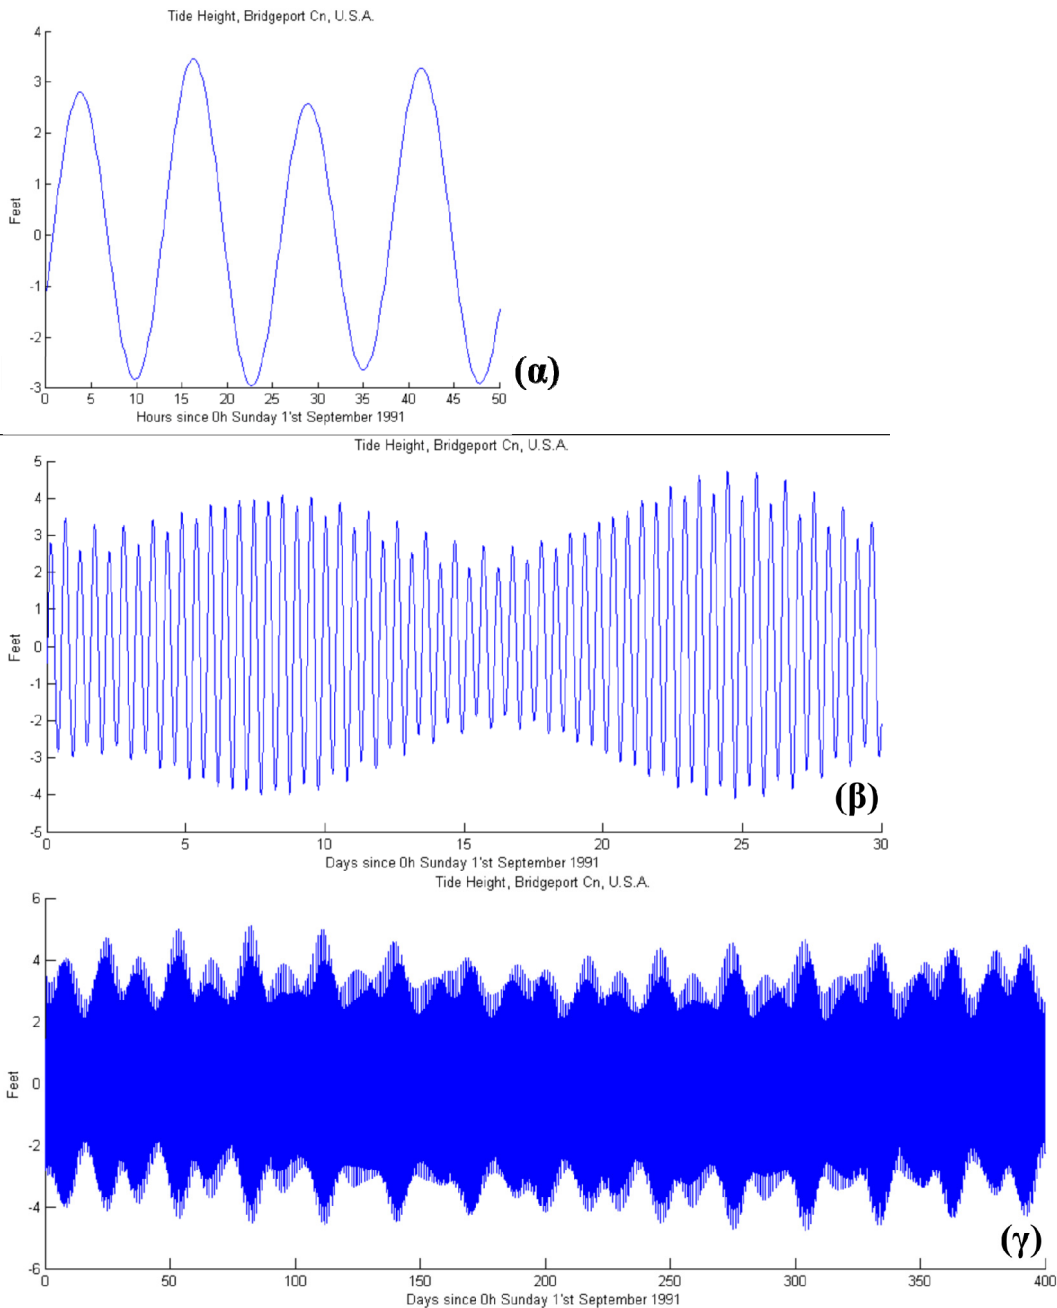 Tide Height, Bridgeport Cn, U.S.A.
4
3
2
1
0
-1
-2
-3
Feet
0 5 10 15 20 25 30 35 40 45 50
Hours since 0h Sunday 1'st September 1991
(α)
Tide Height, Bridgeport Cn, U.S.A.
5
4
3
2
1
0
-1
-2
-3
-4
-5
Feet
0 5 10 15 20 25 30
Days since 0h Sunday 1'st September 1991
(β)
Tide Height, Bridgeport Cn, U.S.A.
6
4
2
0
-2
-4
-6
Feet
0 50 100 150 200 250 300 350 400
Days since 0h Sunday 1'st September 1991
(γ)